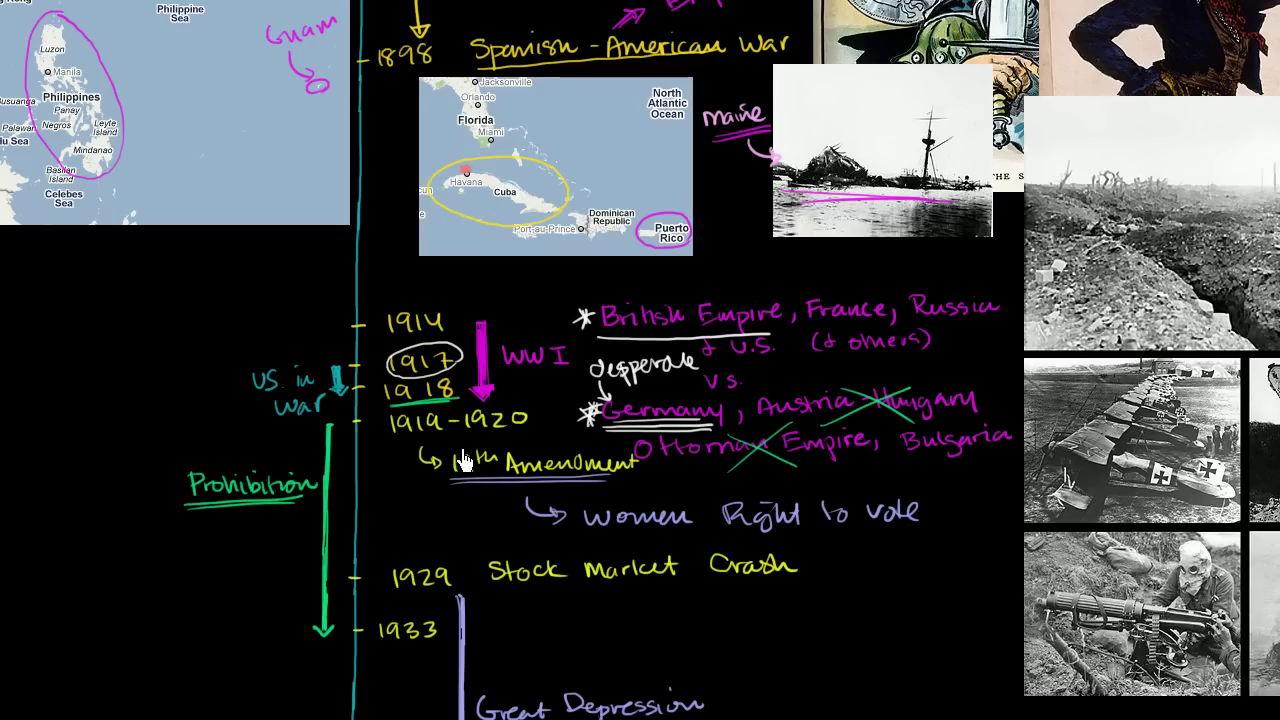 Philippine
Sea
Luzon
Manila
Philippines
Panay
Negros
Leyte
Island
Mindanao
Basilan
Island
Celebes
Sea
Guam
1898 Spanish-American War
Jacksonville
Orlando
Florida
Miami
North
Atlantic
Ocean
Havana
Cuba
Dominican
Republic
Port-au-Prince
Puerto
Rico
Maine
THE S
1914
1917
1918
1919-1920
WWI
* British Empire, France, Russia
& U.S. (& others)
desperate
vs.
* Germany, Austria-Hungary
Ottoman Empire, Bulgaria
U.S. in
war
Prohibition
Amendment
Women Right to vote
1929 Stock Market Crash
1933
Great Depression